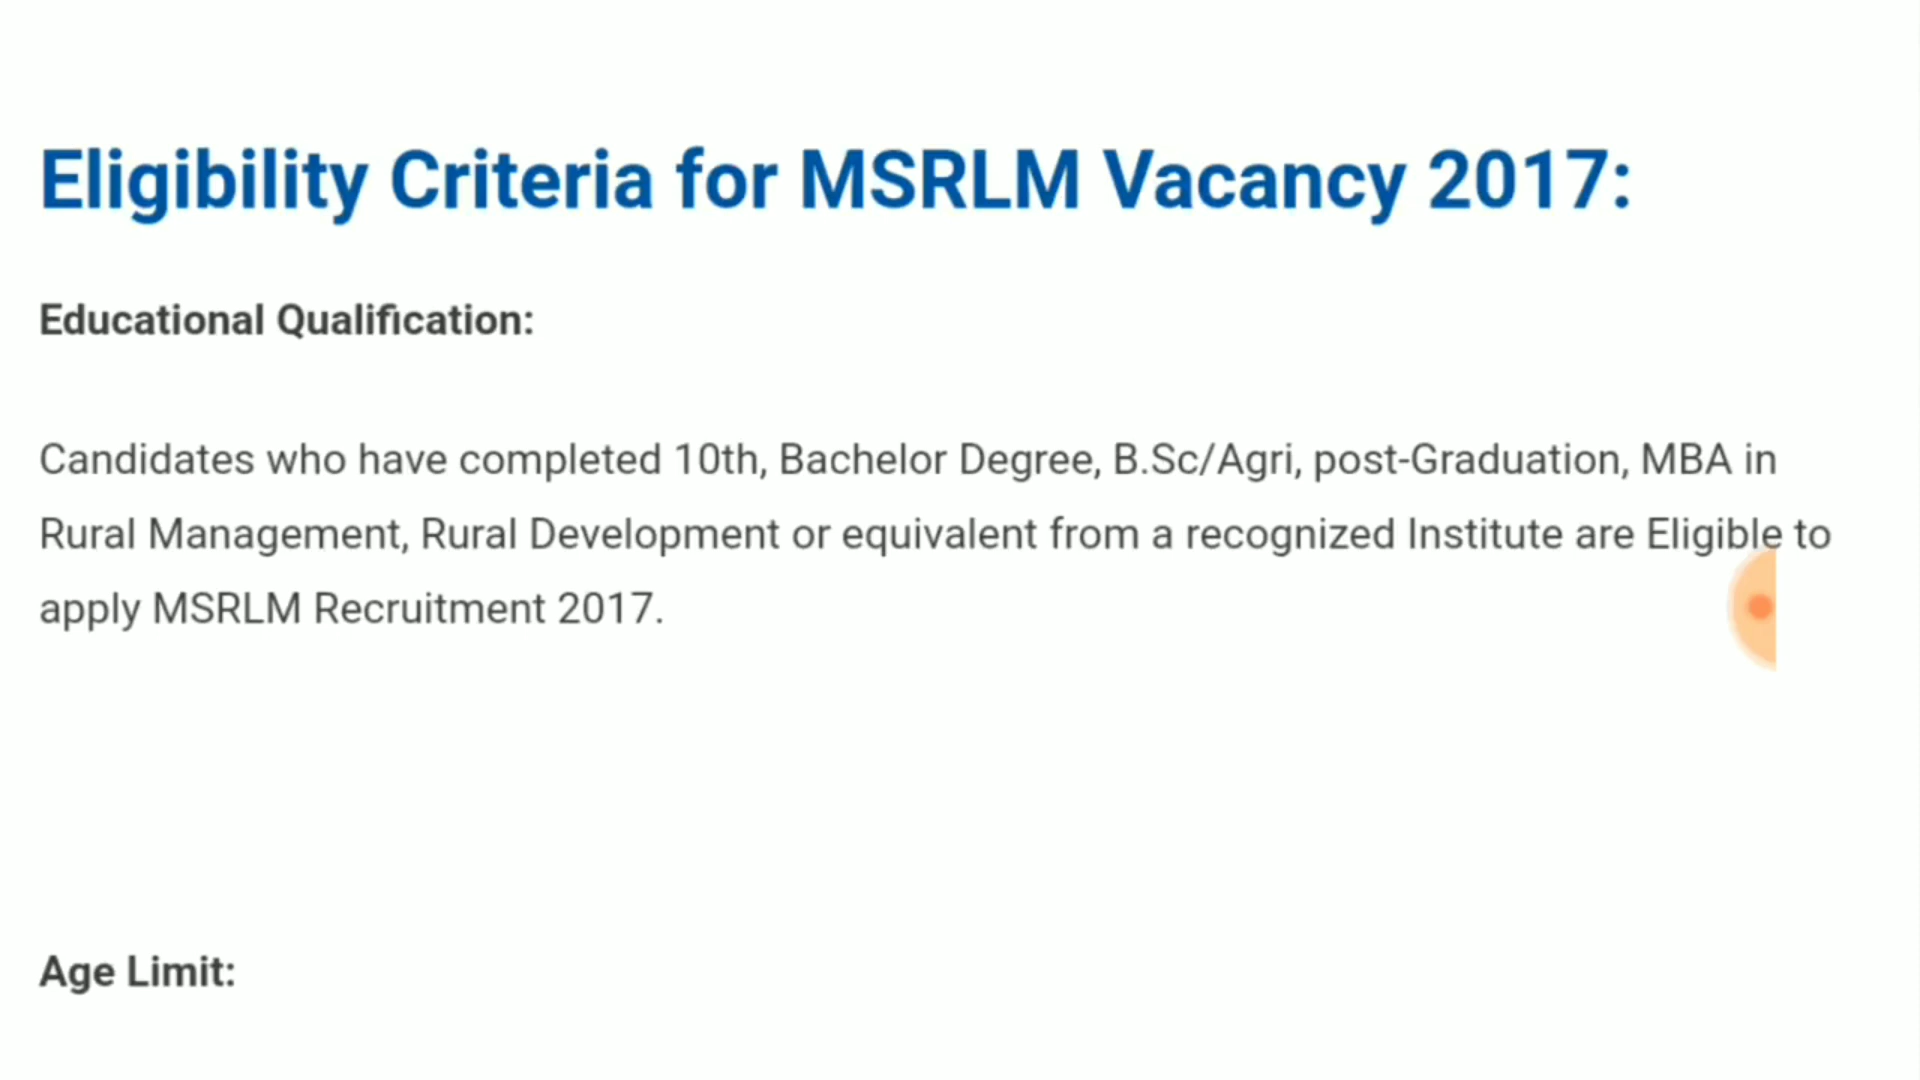 Eligibility Criteria for MSRLM Vacancy 2017:
Educational Qualification:
Candidates who have completed 10th, Bachelor Degree, B.Sc/Agri, post-Graduation, MBA in
Rural Management, Rural Development or equivalent from a recognized Institute are Eligible to
apply MSRLM Recruitment 2017.
Age Limit: